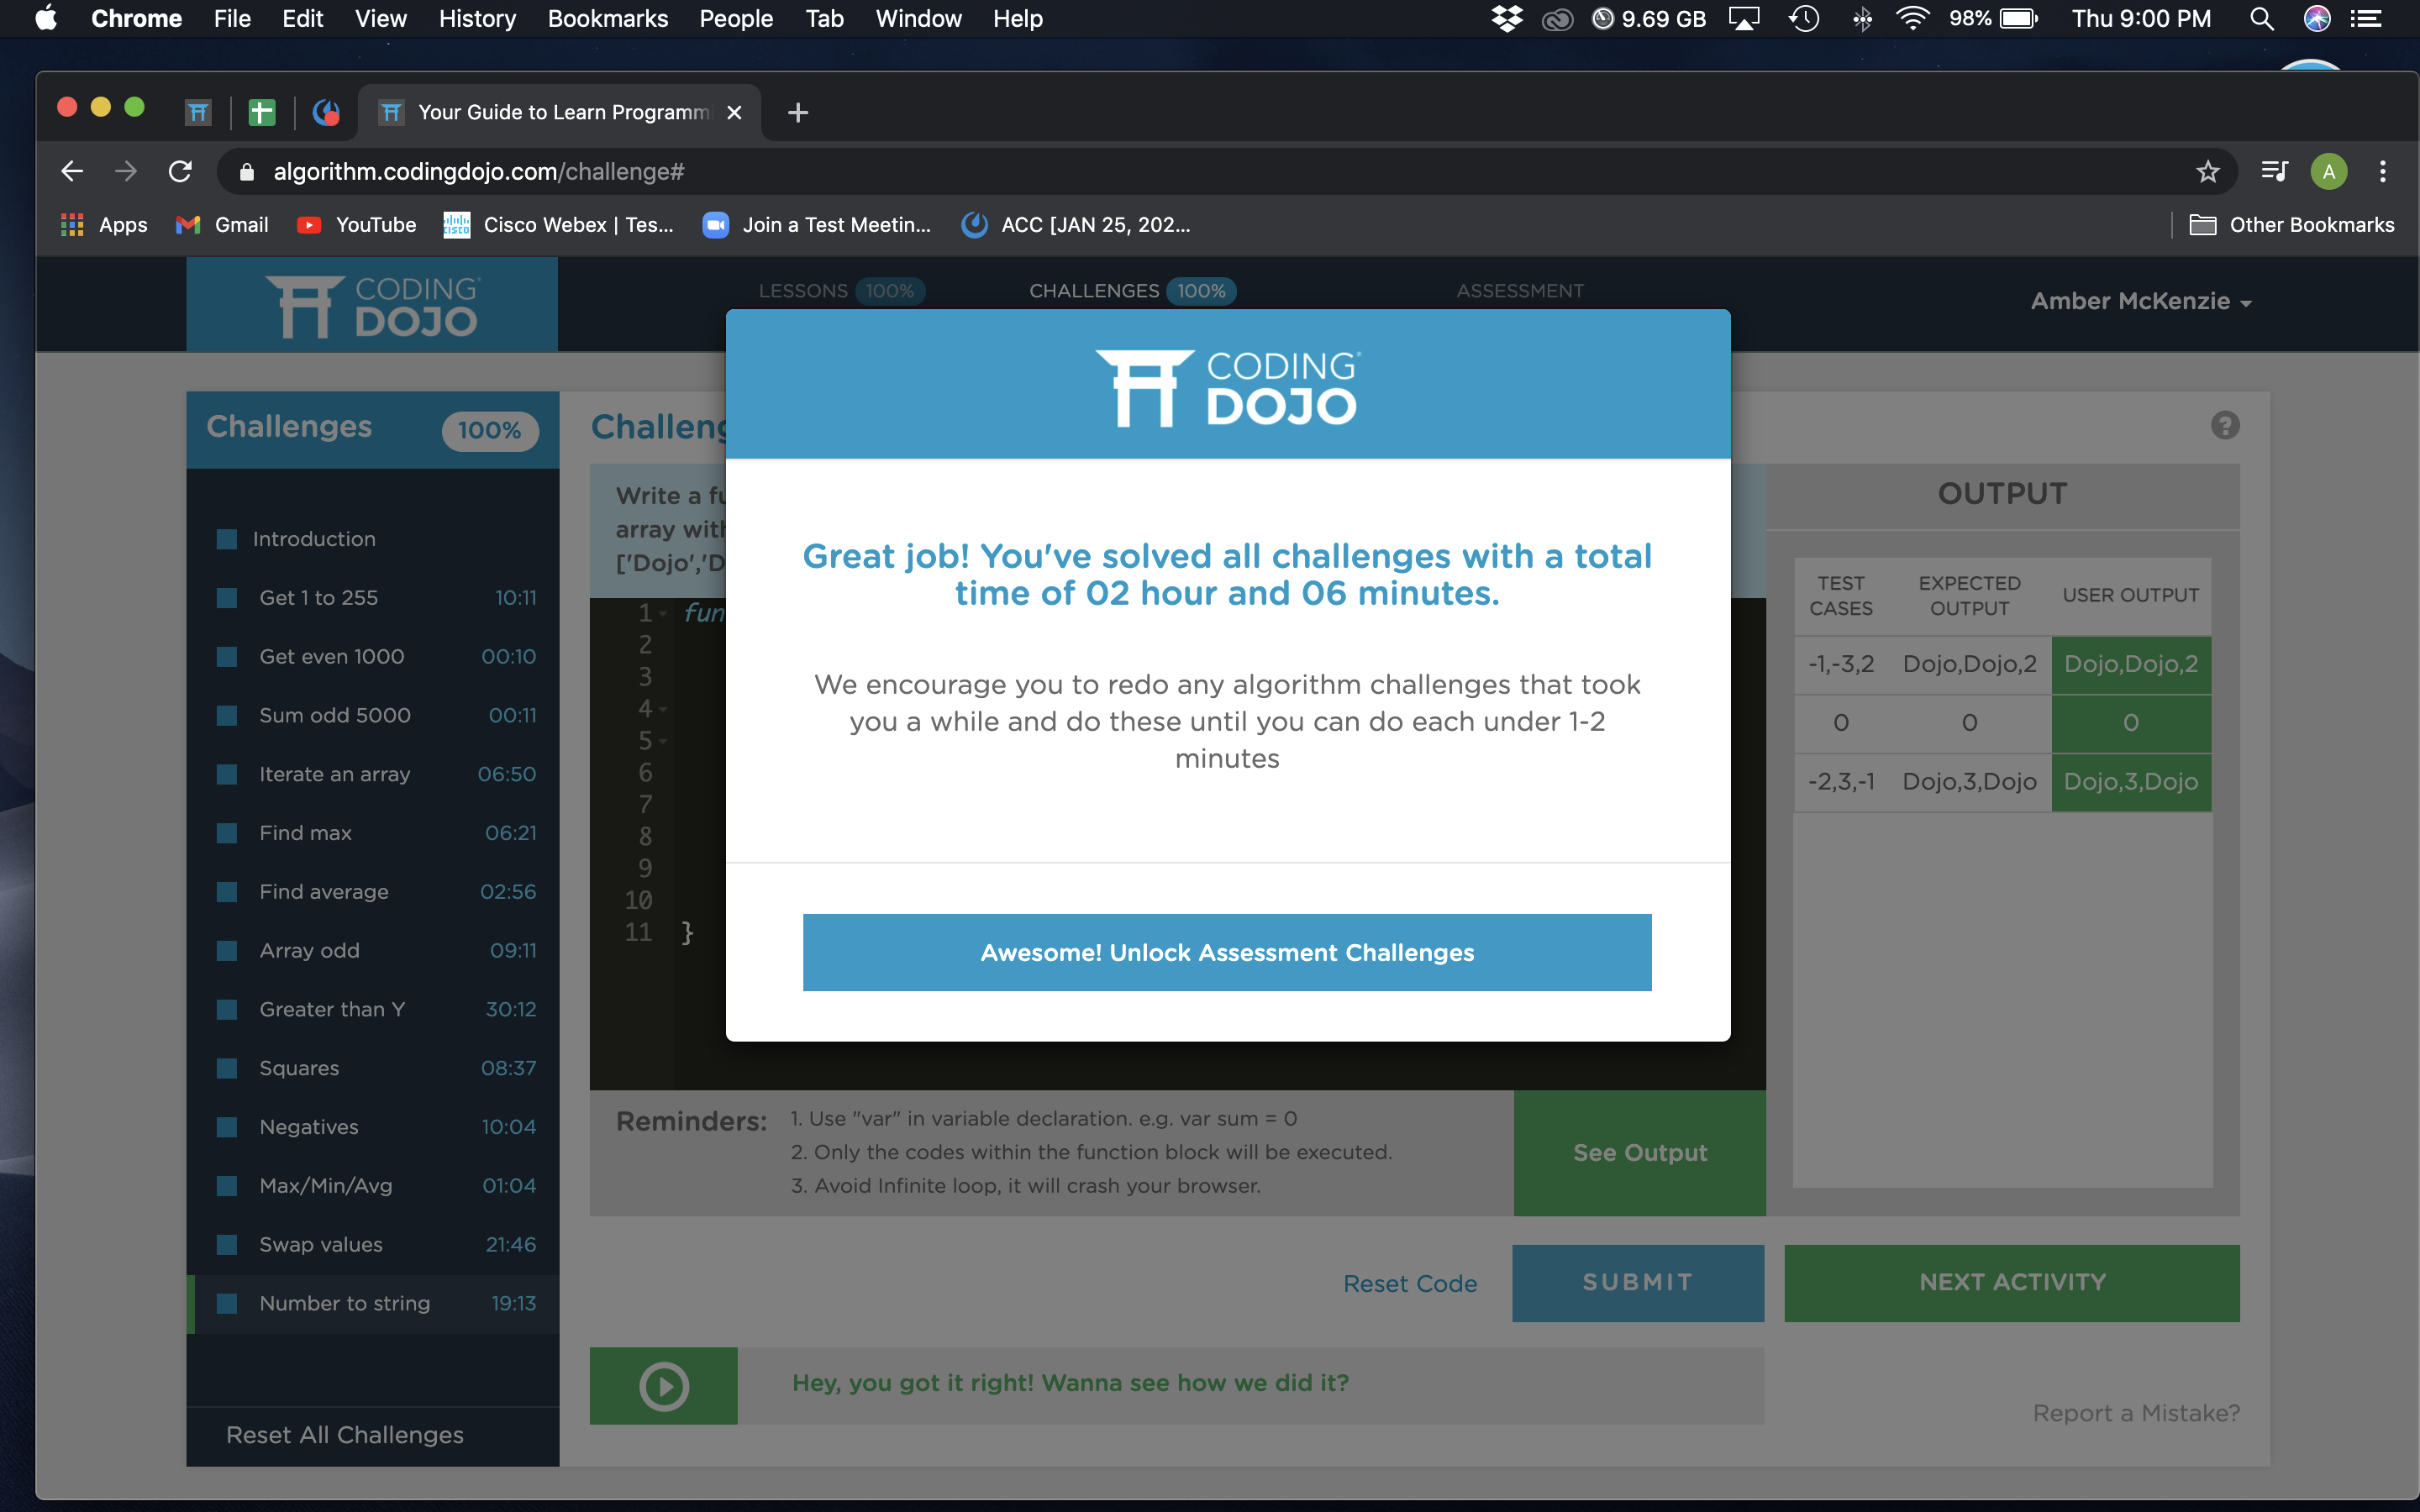 Chrome File Edit View History Bookmarks People Tab Window Help 9.69 GB 98% Thu 9:00 PM
Your Guide to Learn Programm
algorithm.codingdojo.com/challenge#
Apps Gmail YouTube Cisco Webex | Tes... Join a Test Meetin... ACC [JAN 25, 202... Other Bookmarks
CODING DOJO
LESSONS 100% CHALLENGES 100% ASSESSMENT
Amber McKenzie
CODING
DOJO
Great job! You've solved all challenges with a total
time of 02 hour and 06 minutes.
We encourage you to redo any algorithm challenges that took
you a while and do these until you can do each under 1-2
minutes
Awesome! Unlock Assessment Challenges
Challenges 100%
Introduction
Get 1 to 255 10:11
Get even 1000 00:10
Sum odd 5000 00:11
Iterate an array 06:50
Find max 06:21
Find average 02:56
Array odd 09:11
Greater than Y 30:12
Squares 08:37
Negatives 10:04
Max/Min/Avg 01:04
Swap values 21:46
Number to string 19:13
Reset All Challenges
Challeng
Write a fu
array with
['Dojo','D
1 fun
2
3
4
5
6
7
8
9
10
11 }
Reminders: 1. Use "var" in variable declaration. e.g. var sum = 0
2. Only the codes within the function block will be executed.
3. Avoid Infinite loop, it will crash your browser.
See Output
OUTPUT
TEST CASES EXPECTED OUTPUT USER OUTPUT
-1,-3,2 Dojo,Dojo,2 Dojo,Dojo,2
0 0 0
-2,3,-1 Dojo,3,Dojo Dojo,3,Dojo
Reset Code SUBMIT NEXT ACTIVITY
Hey, you got it right! Wanna see how we did it?
Report a Mistake?